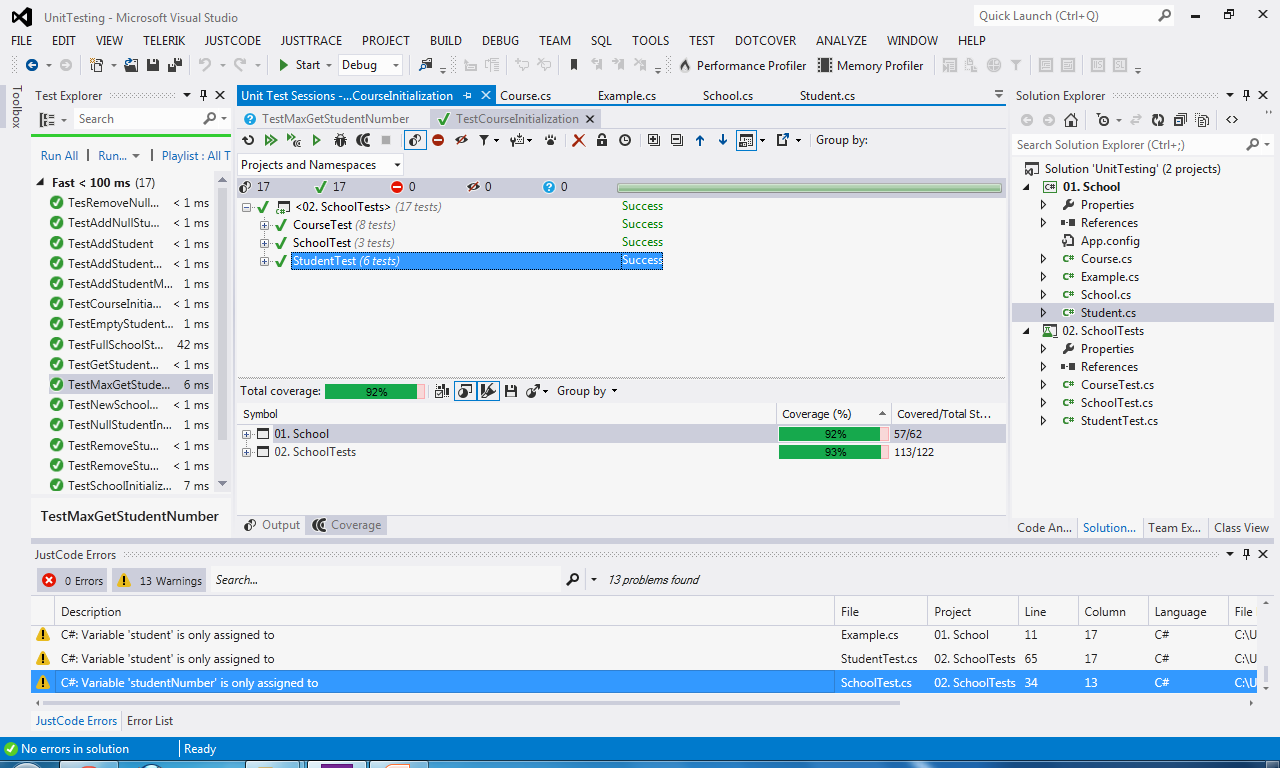 UnitTesting - Microsoft Visual Studio
Quick Launch (Ctrl+Q)
FILE EDIT VIEW TELERIK JUSTCODE JUSTTRACE PROJECT BUILD DEBUG TEAM SQL TOOLS TEST DOTCOVER ANALYZE WINDOW HELP
Start Debug Performance Profiler Memory Profiler
Toolbox
Test Explorer
Search
Run All Run... Playlist : All T
Fast < 100 ms (17)
TesRemoveNull... < 1 ms
TestAddNullStu... < 1 ms
TestAddStudent < 1 ms
TestAddStudent... < 1 ms
TestAddStudentM... < 1 ms
TestCourseInitia... < 1 ms
TestEmptyStudent... 1 ms
TestFullSchoolSt... 42 ms
TestGetStudent... < 1 ms
TestMaxGetStude... 6 ms
TestNewSchool... < 1 ms
TestNullStudentIn... 1 ms
TestRemoveStu... < 1 ms
TestRemoveStu... < 1 ms
TestSchoolInitializ... 7 ms
TestMaxGetStudentNumber
Unit Test Sessions -...CourseInitialization Course.cs Example.cs School.cs Student.cs
TestMaxGetStudentNumber TestCourseInitialization
Group by:
Projects and Namespaces
17 17 0 0 0
<02. SchoolTests> (17 tests) Success
CourseTest (8 tests) Success
SchoolTest (3 tests) Success
StudentTest (6 tests) Success
Total coverage: 92% Group by
Symbol Coverage (%) Covered/Total St...
01. School 92% 57/62
02. SchoolTests 93% 113/122
Output Coverage
Solution Explorer
Search Solution Explorer (Ctrl+;)
Solution 'UnitTesting' (2 projects)
01. School
Properties
References
App.config
Course.cs
Example.cs
School.cs
Student.cs
02. SchoolTests
Properties
References
CourseTest.cs
SchoolTest.cs
StudentTest.cs
Code An... Solution... Team Ex... Class View
JustCode Errors
0 Errors 13 Warnings Search... 13 problems found
Description File Project Line Column Language File
C#: Variable 'student' is only assigned to Example.cs 01. School 11 17 C# C:\U
C#: Variable 'student' is only assigned to StudentTest.cs 02. SchoolTests 65 17 C# C:\U
C#: Variable 'studentNumber' is only assigned to SchoolTest.cs 02. SchoolTests 34 13 C# C:\U
JustCode Errors Error List
No errors in solution Ready